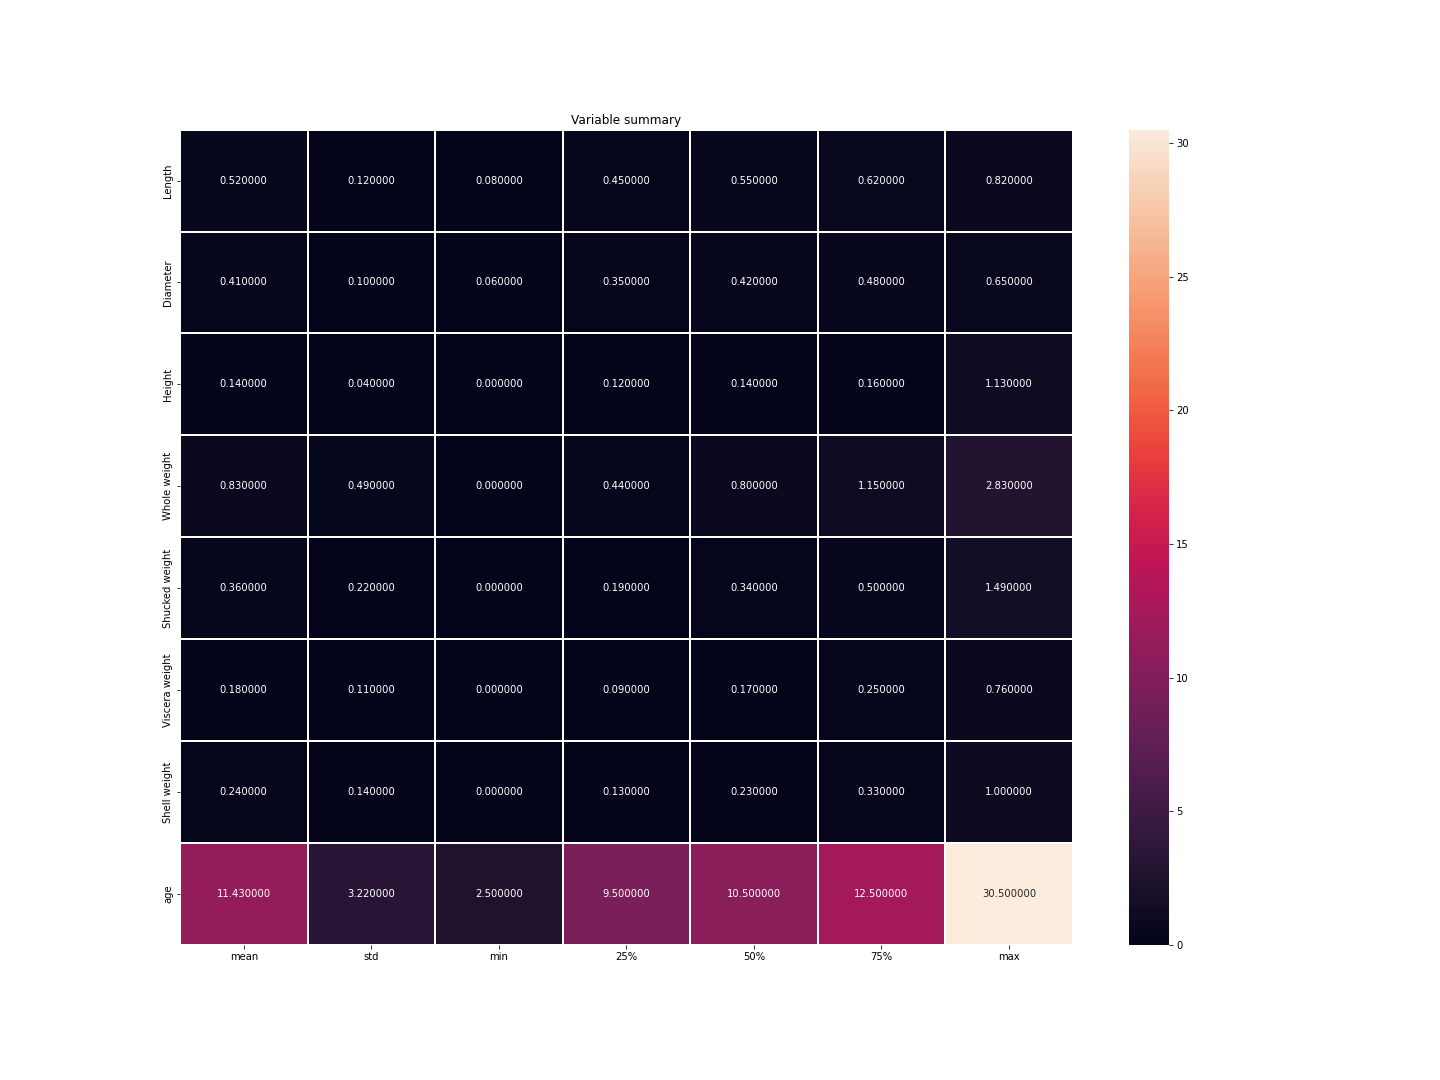 Variable summary
Length 0.520000 0.120000 0.080000 0.450000 0.550000 0.620000 0.820000
Diameter 0.410000 0.100000 0.060000 0.350000 0.420000 0.480000 0.650000
Height 0.140000 0.040000 0.000000 0.120000 0.140000 0.160000 1.130000
Whole weight 0.830000 0.490000 0.000000 0.440000 0.800000 1.150000 2.830000
Shucked weight 0.360000 0.220000 0.000000 0.190000 0.340000 0.500000 1.490000
Viscera weight 0.180000 0.110000 0.000000 0.090000 0.170000 0.250000 0.760000
Shell weight 0.240000 0.140000 0.000000 0.130000 0.230000 0.330000 1.000000
age 11.430000 3.220000 2.500000 9.500000 10.500000 12.500000 30.500000
mean std min 25% 50% 75% max
30
25
20
15
10
5
0